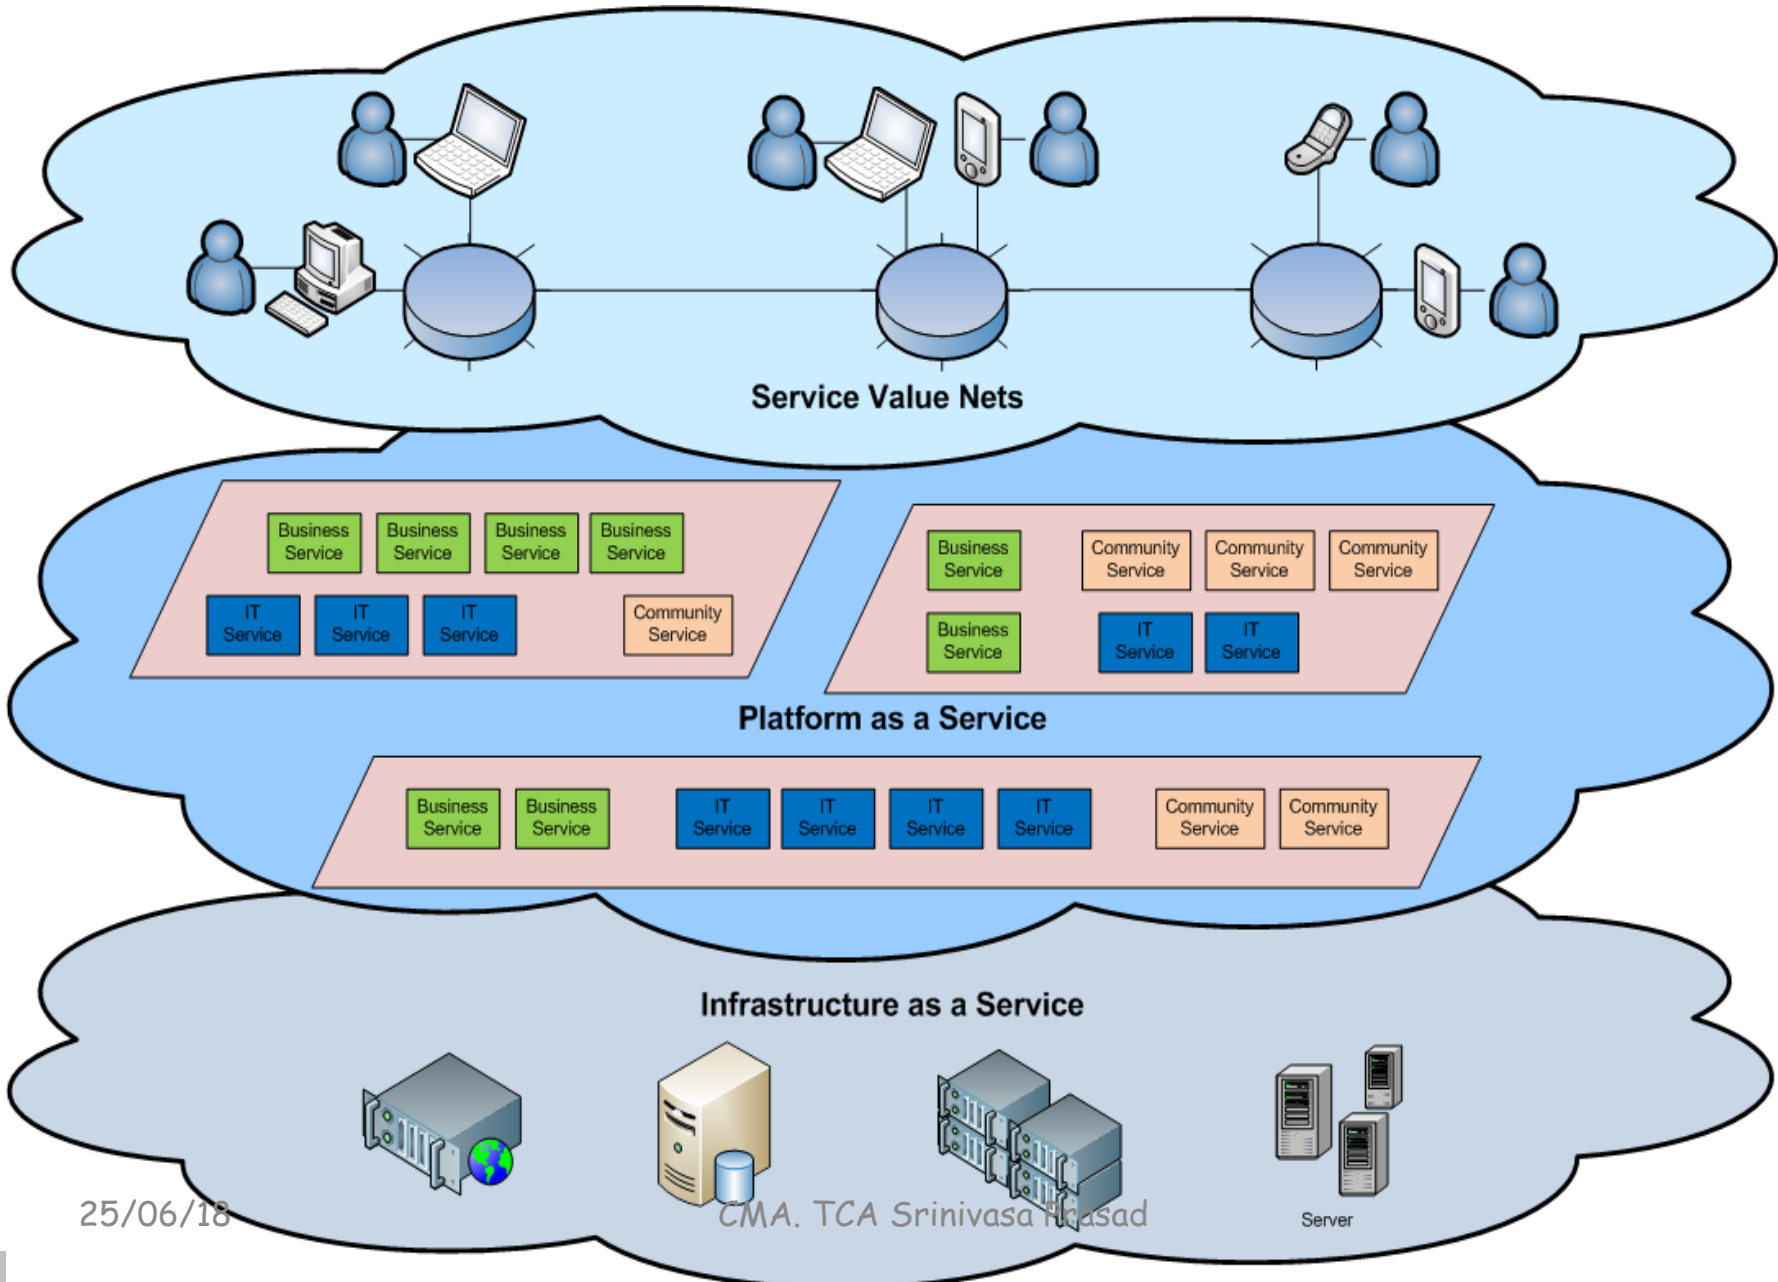 Service Value Nets
Business Service
Business Service
Business Service
Business Service
IT Service
IT Service
IT Service
Community Service
Business Service
Community Service
Community Service
Community Service
Business Service
IT Service
IT Service
Platform as a Service
Business Service
Business Service
IT Service
IT Service
IT Service
IT Service
Community Service
Community Service
Infrastructure as a Service
25/06/18
CMA. TCA Srinivasa Prasad
Server